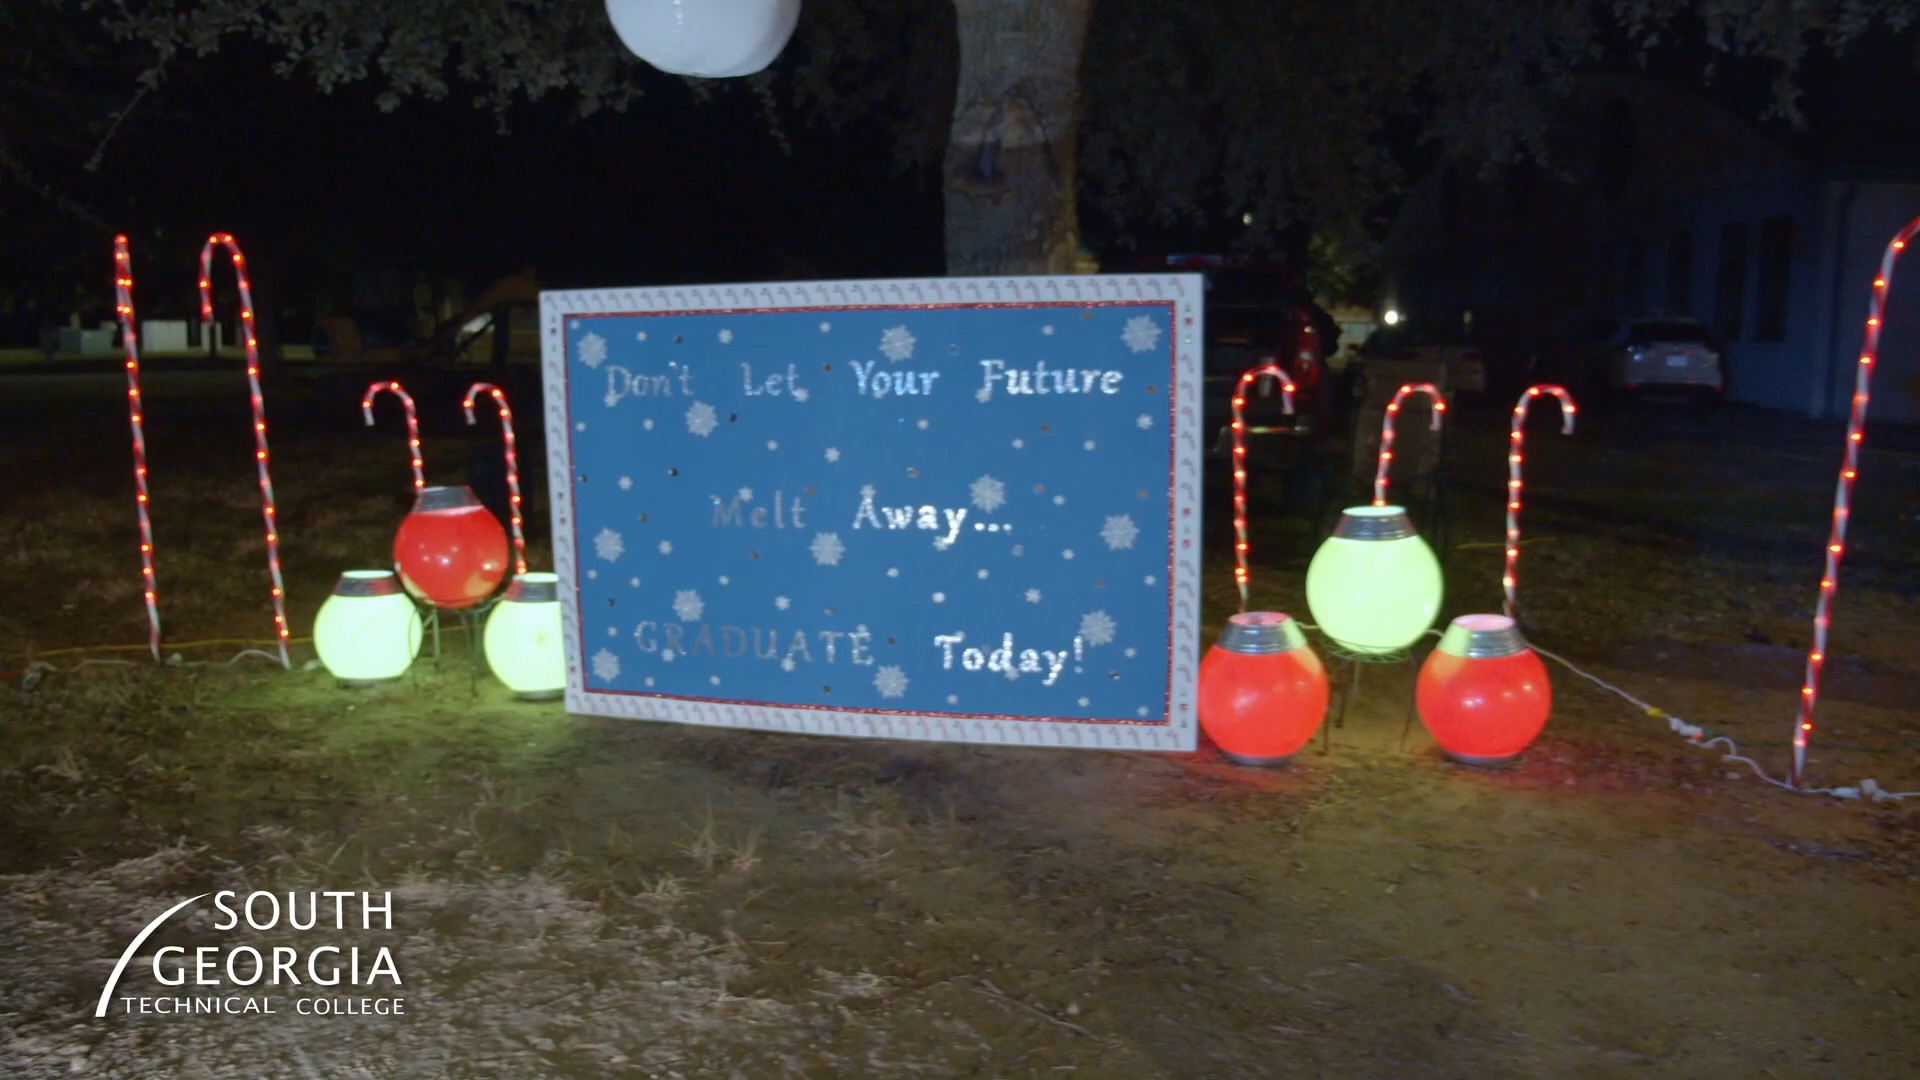 Don't Let Your Future
Melt Away...
GRADUATE Today!
SOUTH
GEORGIA
TECHNICAL COLLEGE